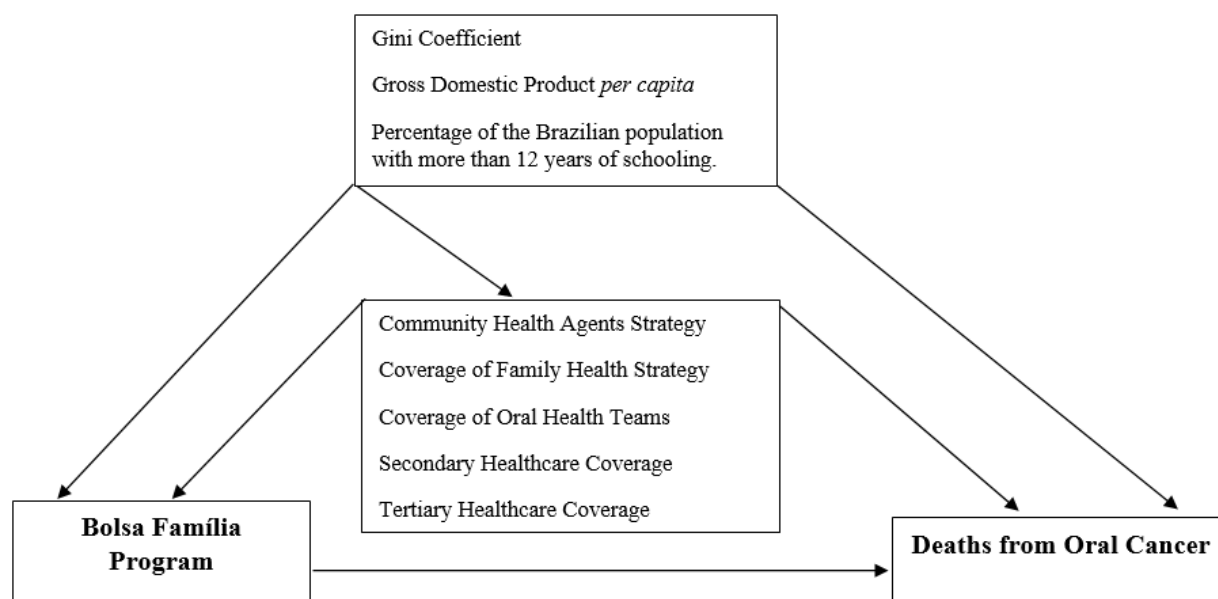 Gini Coefficient
Gross Domestic Product per capita
Percentage of the Brazilian population
with more than 12 years of schooling.
Community Health Agents Strategy
Coverage of Family Health Strategy
Coverage of Oral Health Teams
Secondary Healthcare Coverage
Tertiary Healthcare Coverage
Bolsa Família
Program
Deaths from Oral Cancer